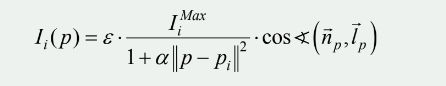 I_i(p) = ε · I_i^{Max} / (1 + α‖p − p_i‖²) · cos∢(n⃗_p, l⃗_p)